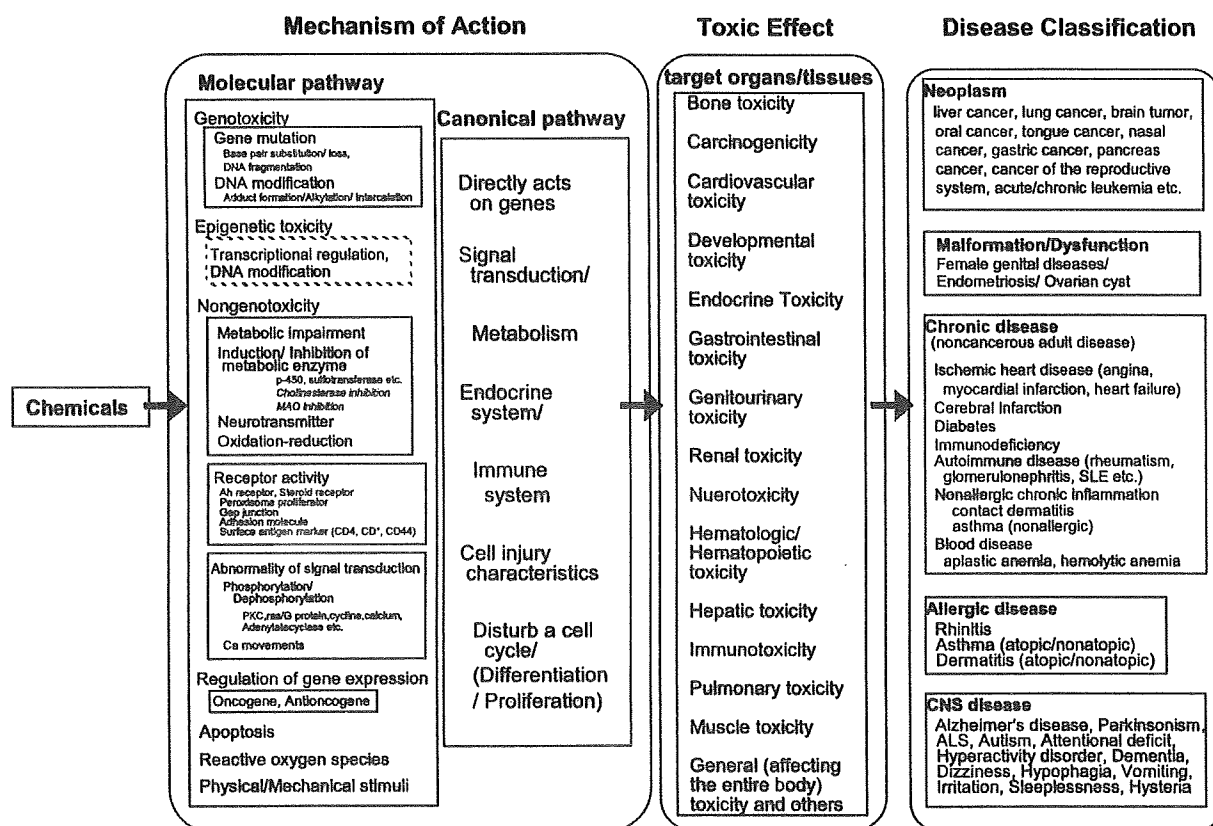 Mechanism of Action
Toxic Effect
Disease Classification
Chemicals
Molecular pathway
Genotoxicity
Gene mutation
Base pair substitution/ loss,
DNA fragmentation
DNA modification
Adduct formation/Alkylation/ Intercalation
Epigenetic toxicity
Transcriptional regulation,
DNA modification
Nongenotoxicity
Metabolic impairment
Induction/ Inhibition of
metabolic enzyme
p-450, sulfotransferase etc.
Cholinesterase inhibition
MAO inhibition
Neurotransmitter
Oxidation-reduction
Receptor activity
Ah receptor, Steroid receptor
Peroxisome proliferator
Gap junction
Adhesion molecule
Surface antigen marker (CD4, CD*, CD44)
Abnormality of signal transduction
Phosphorylation/
Dephosphorylation
PKC,ras/G protein,cycline,calcium,
Adenylatecyclase etc.
Ca movements
Regulation of gene expression
Oncogene, Antioncogene
Apoptosis
Reactive oxygen species
Physical/Mechanical stimuli
Canonical pathway
Directly acts
on genes
Signal
transduction/
Metabolism
Endocrine
system/
Immune
system
Cell injury
characteristics
Disturb a cell
cycle/
(Differentiation
/ Proliferation)
target organs/tissues
Bone toxicity
Carcinogenicity
Cardiovascular
toxicity
Developmental
toxicity
Endocrine Toxicity
Gastrointestinal
toxicity
Genitourinary
toxicity
Renal toxicity
Nuerotoxicity
Hematologic/
Hematopoietic
toxicity
Hepatic toxicity
Immunotoxicity
Pulmonary toxicity
Muscle toxicity
General (affecting
the entire body)
toxicity and others
Neoplasm
liver cancer, lung cancer, brain tumor,
oral cancer, tongue cancer, nasal
cancer, gastric cancer, pancreas
cancer, cancer of the reproductive
system, acute/chronic leukemia etc.
Malformation/Dysfunction
Female genital diseases/
Endometriosis/ Ovarian cyst
Chronic disease
(noncancerous adult disease)
Ischemic heart disease (angina,
myocardial infarction, heart failure)
Cerebral Infarction
Diabetes
Immunodeficiency
Autoimmune disease (rheumatism,
glomerulonephritis, SLE etc.)
Nonallergic chronic inflammation
contact dermatitis
asthma (nonallergic)
Blood disease
aplastic anemia, hemolytic anemia
Allergic disease
Rhinitis
Asthma (atopic/nonatopic)
Dermatitis (atopic/nonatopic)
CNS disease
Alzheimer's disease, Parkinsonism,
ALS, Autism, Attentional deficit,
Hyperactivity disorder, Dementia,
Dizziness, Hypophagia, Vomiting,
Irritation, Sleeplessness, Hysteria